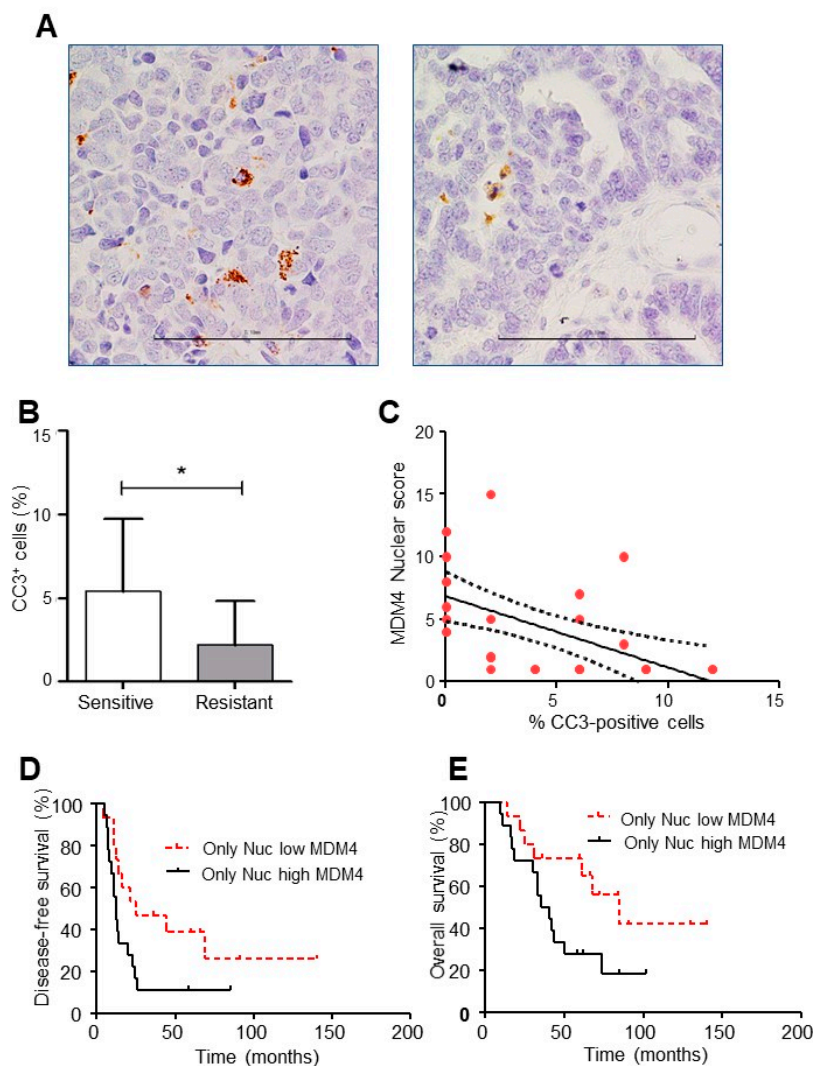 A
B
CC3+ cells (%)
15
10
5
0
*
Sensitive
Resistant
C
MDM4 Nuclear score
20
15
10
5
0
0
5
10
15
% CC3-positive cells
D
Disease-free survival (%)
100
80
60
40
20
0
50
100
150
200
Time (months)
Only Nuc low MDM4
Only Nuc high MDM4
E
Overall survival (%)
100
80
60
40
20
0
0
50
100
150
200
Time (months)
Only Nuc low MDM4
Only Nuc high MDM4